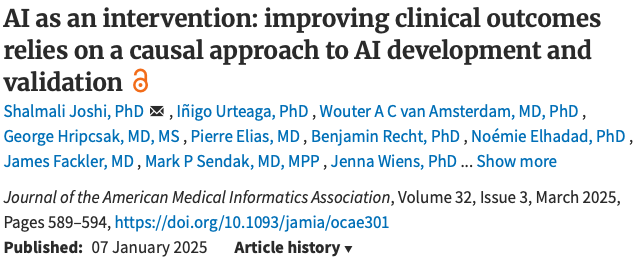 AI as an intervention: improving clinical outcomes
relies on a causal approach to AI development and
validation
Shalmali Joshi, PhD , Iñigo Urteaga, PhD , Wouter A C van Amsterdam, MD, PhD ,
George Hripcsak, MD, MS , Pierre Elias, MD , Benjamin Recht, PhD , Noémie Elhadad, PhD ,
James Fackler, MD , Mark P Sendak, MD, MPP , Jenna Wiens, PhD ... Show more
Journal of the American Medical Informatics Association, Volume 32, Issue 3, March 2025,
Pages 589–594, https://doi.org/10.1093/jamia/ocae301
Published: 07 January 2025 Article history ▾